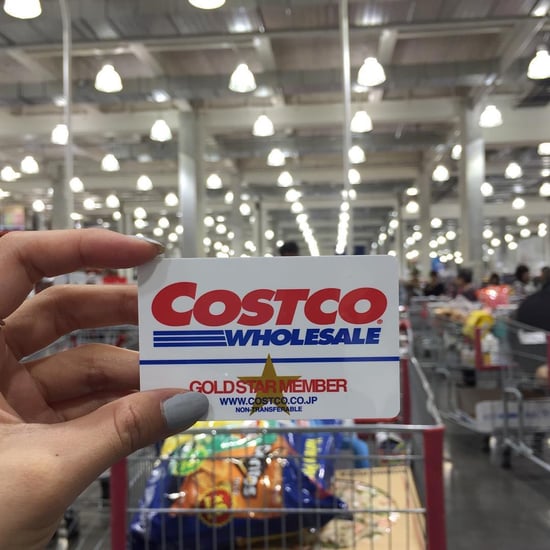 COSTCO
WHOLESALE
GOLD STAR MEMBER
WWW.COSTCO.CO.JP
NON-TRANSFERABLE